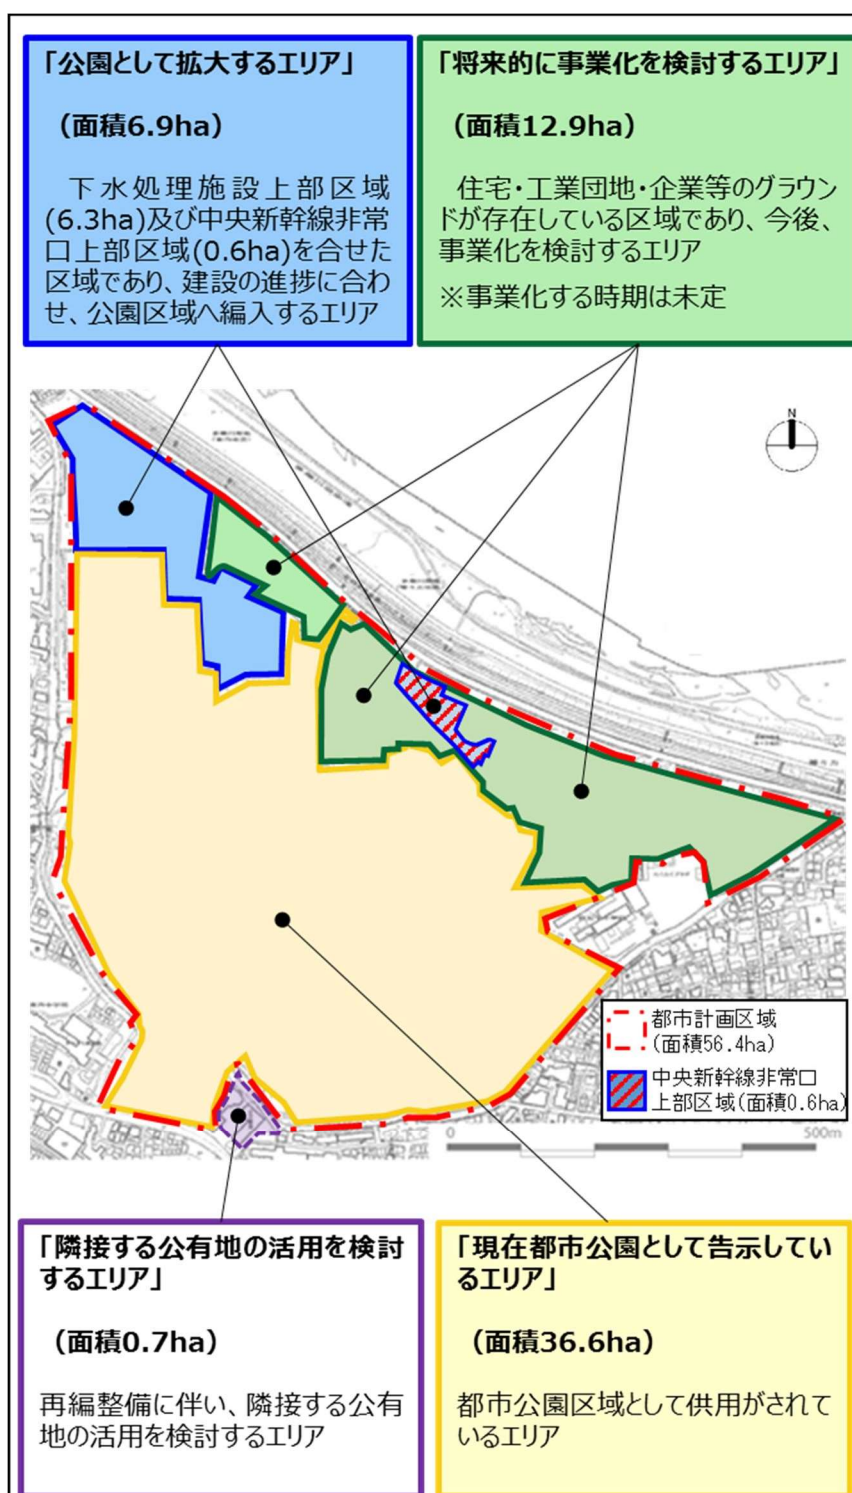 「公園として拡大するエリア」
（面積6.9ha）
下水処理施設上部区域
(6.3ha)及び中央新幹線非常
口上部区域(0.6ha)を合せた
区域であり、建設の進捗に合わ
せ、公園区域へ編入するエリア
「将来的に事業化を検討するエリア」
（面積12.9ha）
住宅・工業団地・企業等のグラウン
ドが存在している区域であり、今後、
事業化を検討するエリア
※事業化する時期は未定
N
都市計画区域
(面積56.4ha)
中央新幹線非常口
上部区域(面積0.6ha)
0
500m
「隣接する公有地の活用を検討
するエリア」
（面積0.7ha）
再編整備に伴い、隣接する公有
地の活用を検討するエリア
「現在都市公園として告示してい
るエリア」
（面積36.6ha）
都市公園区域として供用がされて
いるエリア